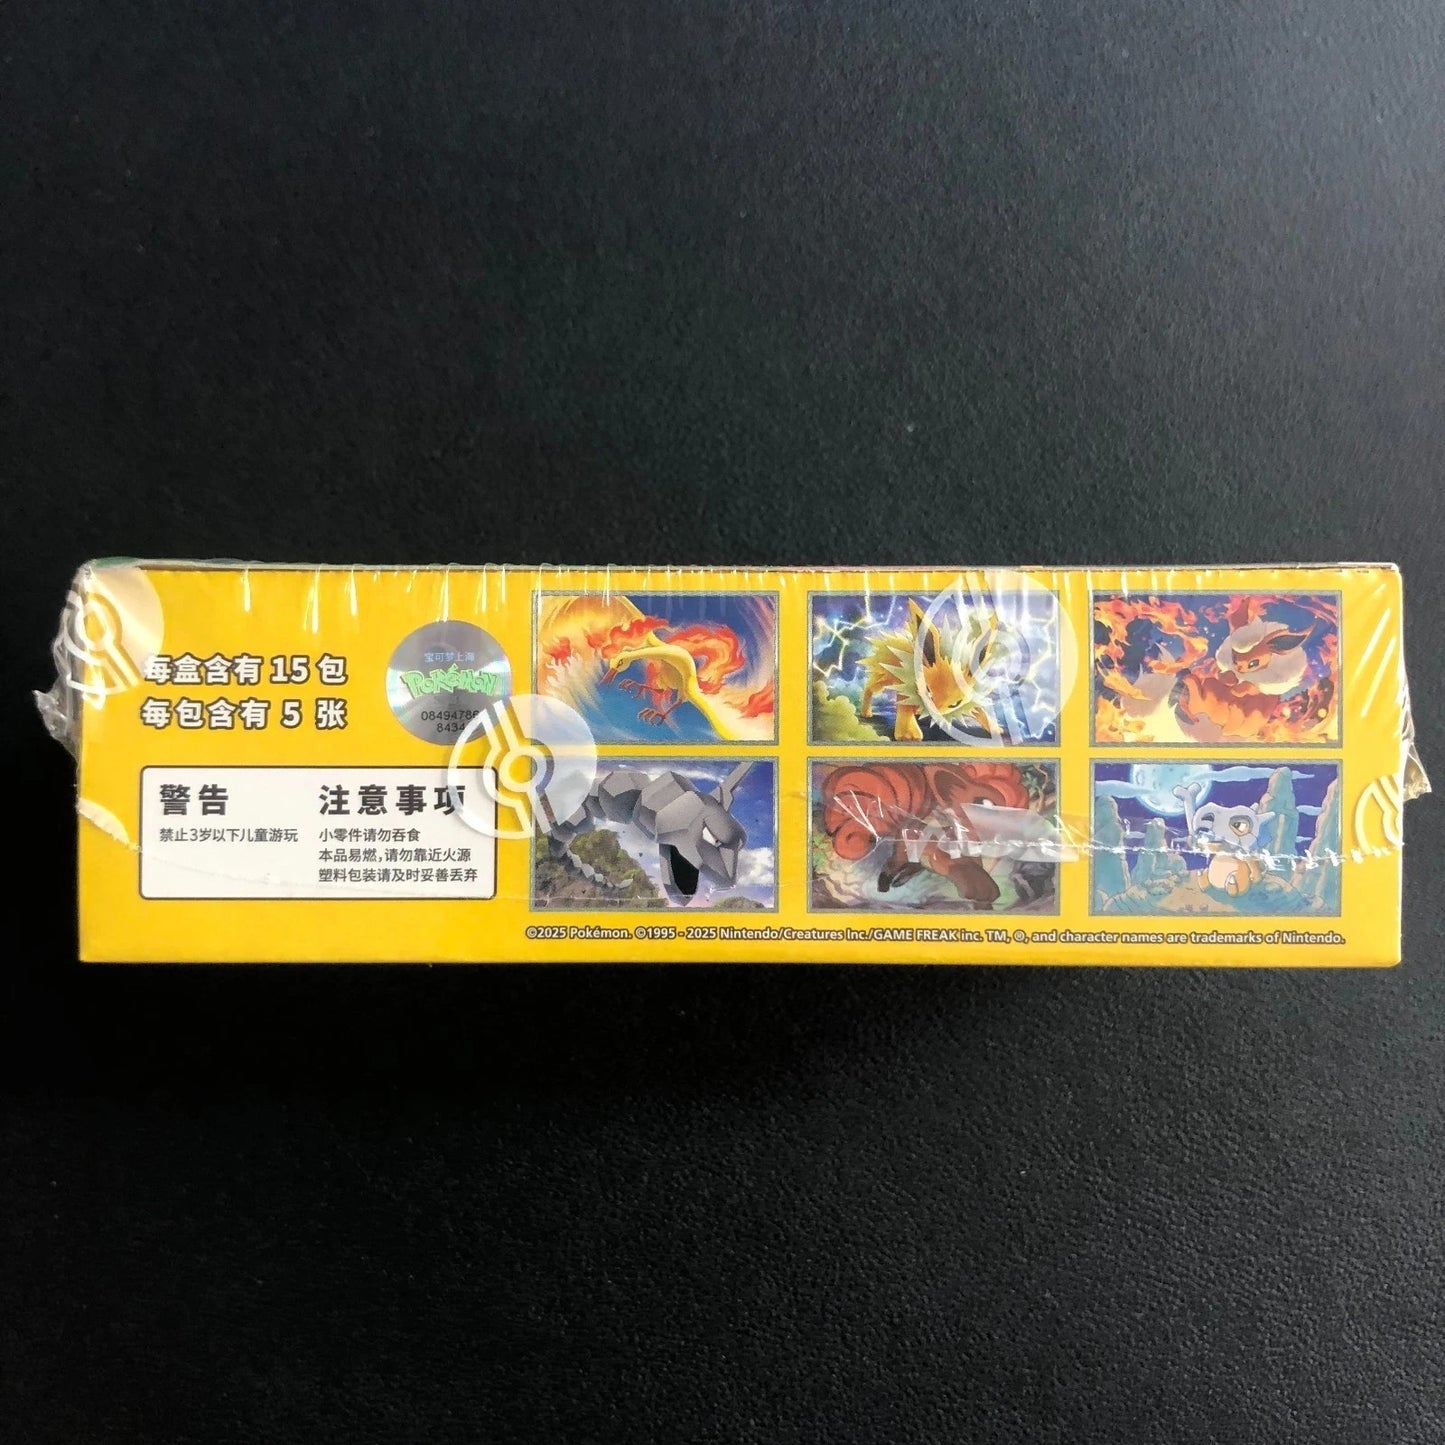 每盒含有 15 包
每包含有 5 张
宝可梦上海
POKéMON
警告
禁止3岁以下儿童游玩
注意事项
小零件请勿吞食
本品易燃,请勿靠近火源
塑料包装请及时妥善丢弃
©2025 Pokémon. ©1995 - 2025 Nintendo/Creatures Inc./GAME FREAK inc. TM, ®, and character names are trademarks of Nintendo.